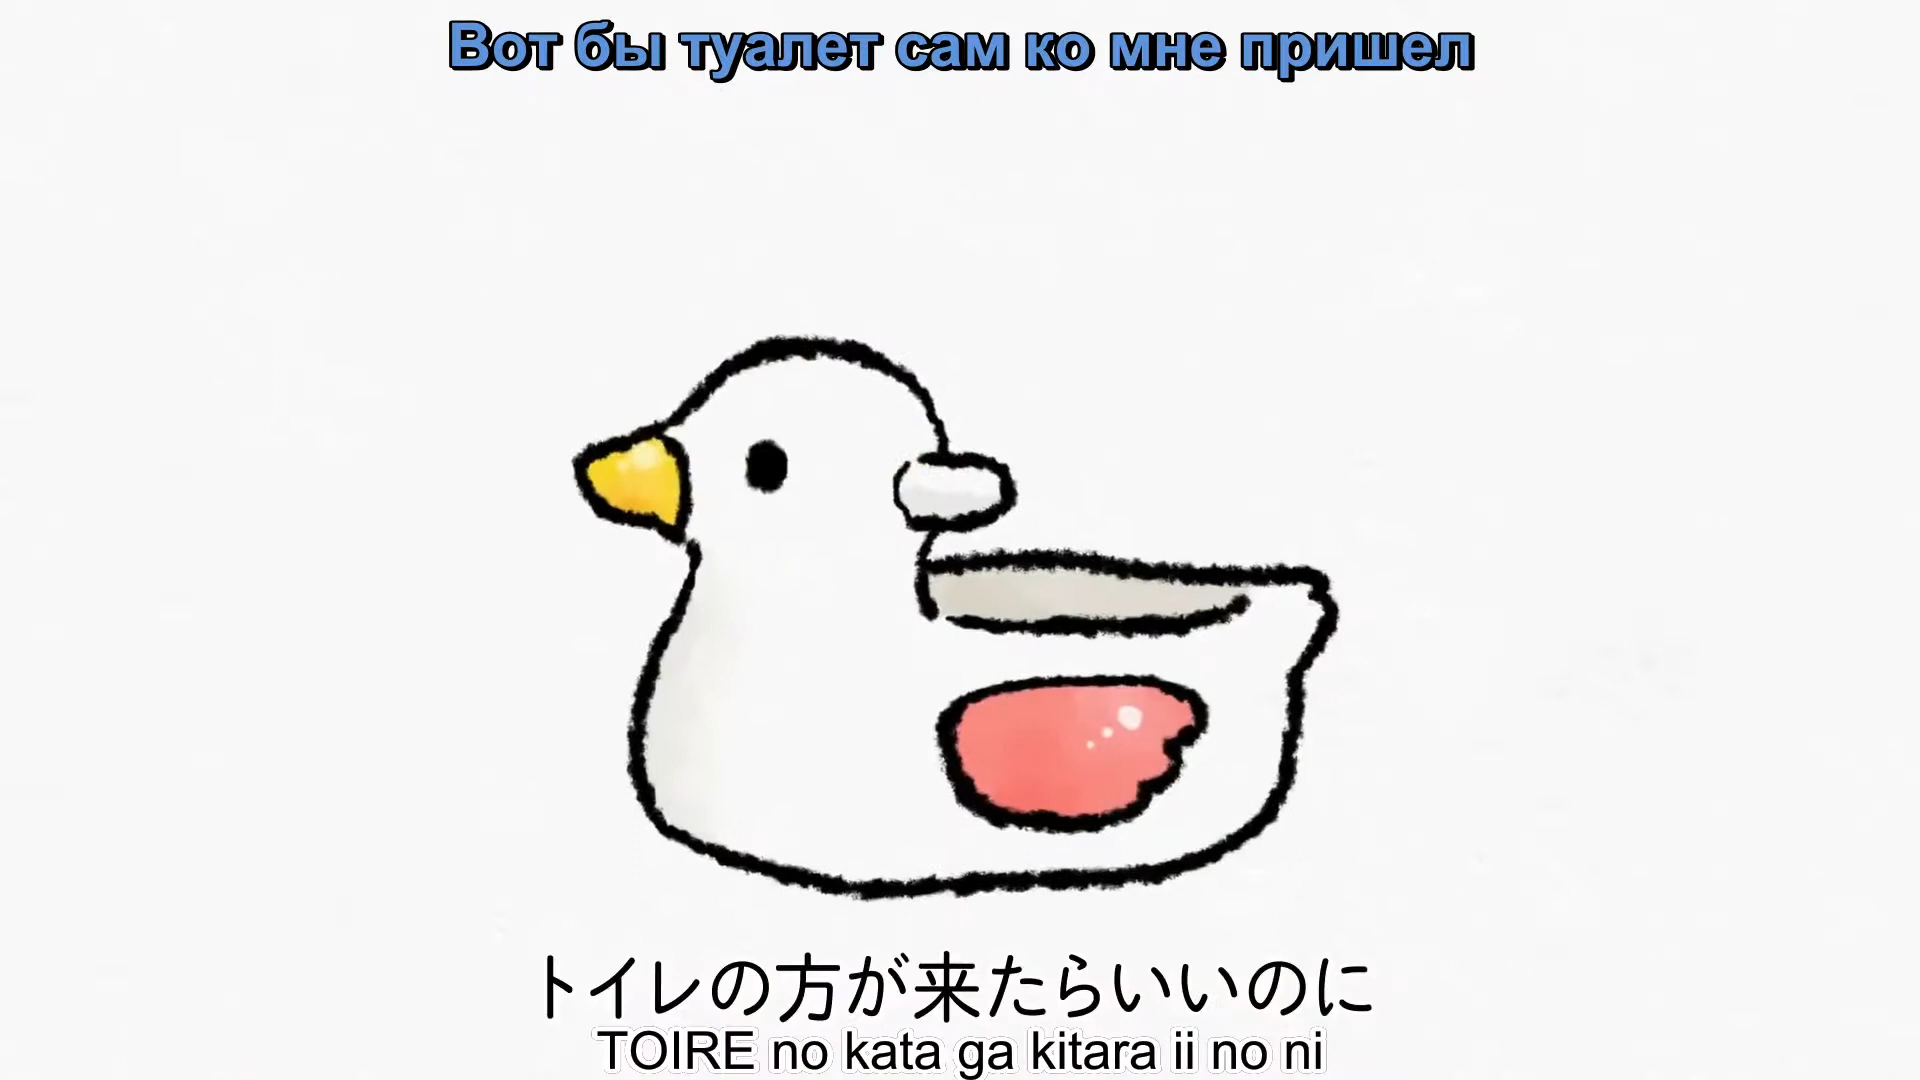 Вот бы туалет сам ко мне пришел
トイレの方が来たらいいのに
TOIRE no kata ga kitara ii no ni